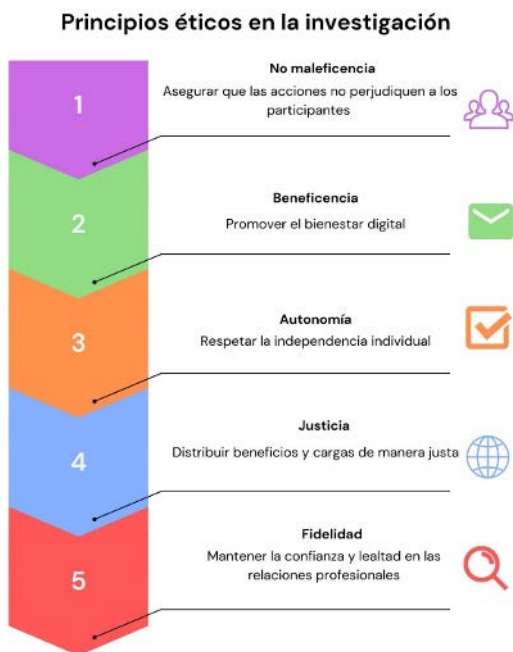 Principios éticos en la investigación
1
No maleficencia
Asegurar que las acciones no perjudiquen a los
participantes
2
Beneficencia
Promover el bienestar digital
3
Autonomía
Respetar la independencia individual
4
Justicia
Distribuir beneficios y cargas de manera justa
5
Fidelidad
Mantener la confianza y lealtad en las
relaciones profesionales